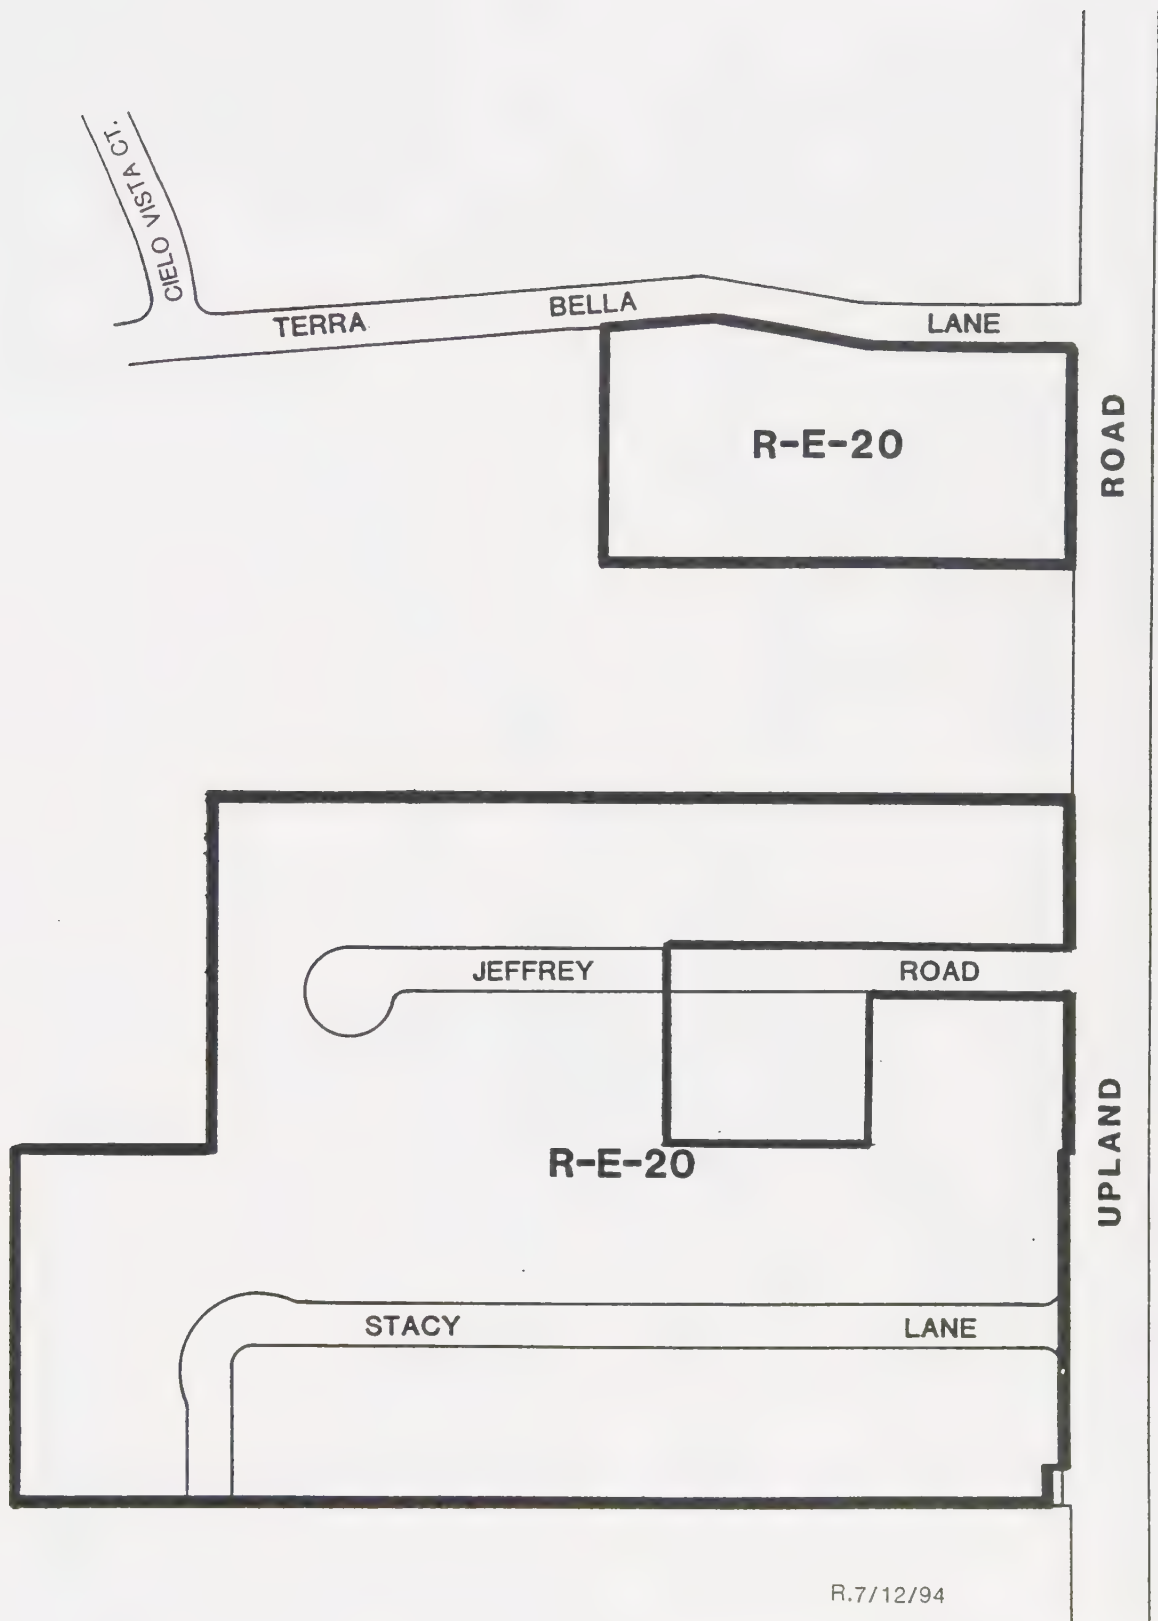 CIELO VISTA CT.
TERRA BELLA LANE
R-E-20
ROAD
JEFFREY ROAD
R-E-20
UPLAND
STACY LANE
R.7/12/94